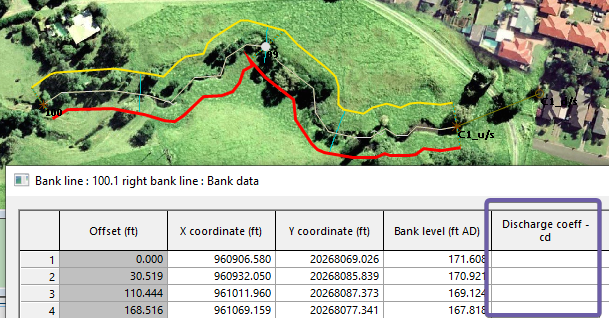 100
C1_u/s
Bank line : 100.1 right bank line : Bank data
Offset (ft) X coordinate (ft) Y coordinate (ft) Bank level (ft AD) Discharge coeff - cd
1 0.000 960906.580 20268069.026 171.608
2 30.519 960932.050 20268085.839 170.921
3 110.444 961011.960 20268087.373 169.124
4 168.516 961069.159 20268077.341 167.818